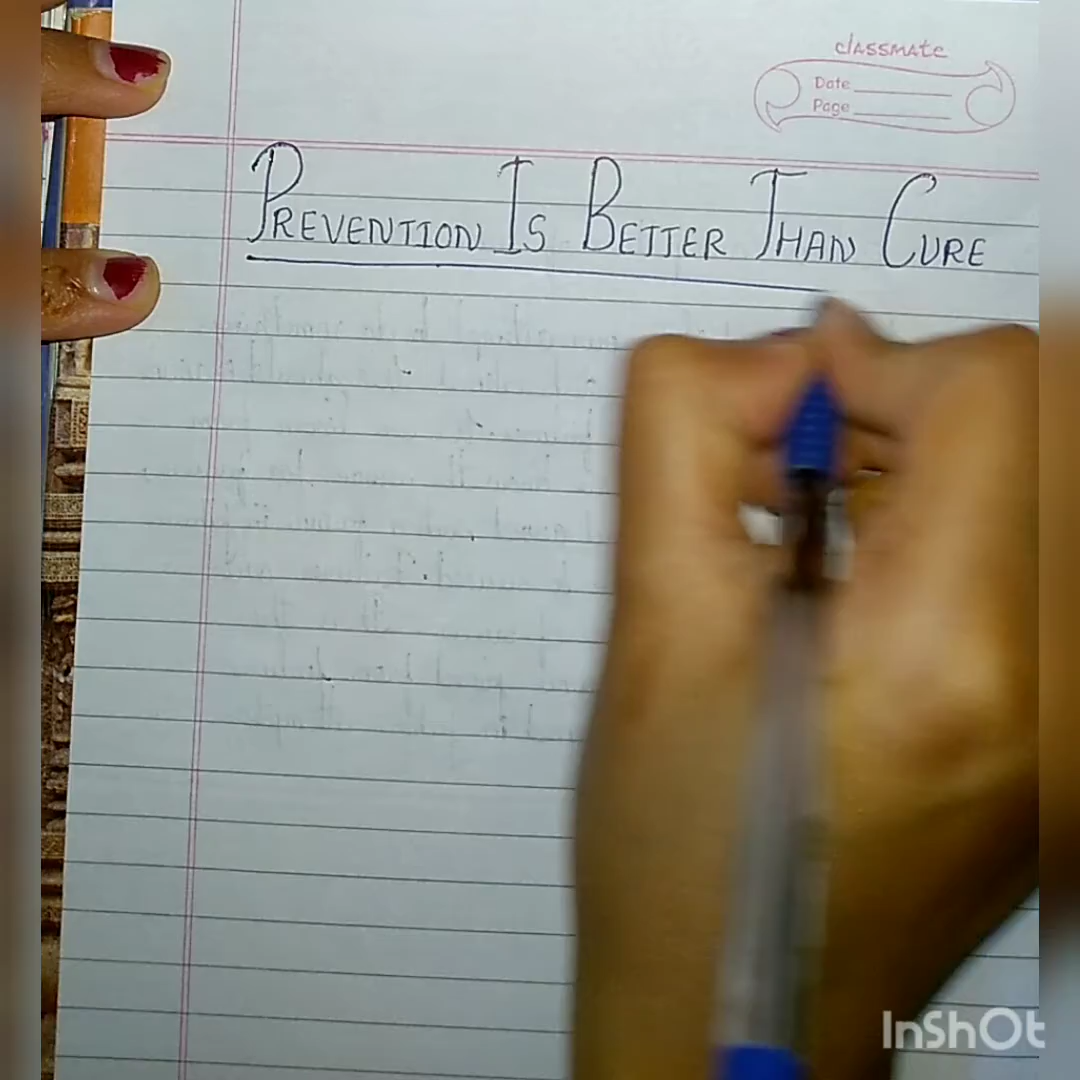 classmate
Date
Page
PREVENTION IS BETTER THAN CURE
InShOt